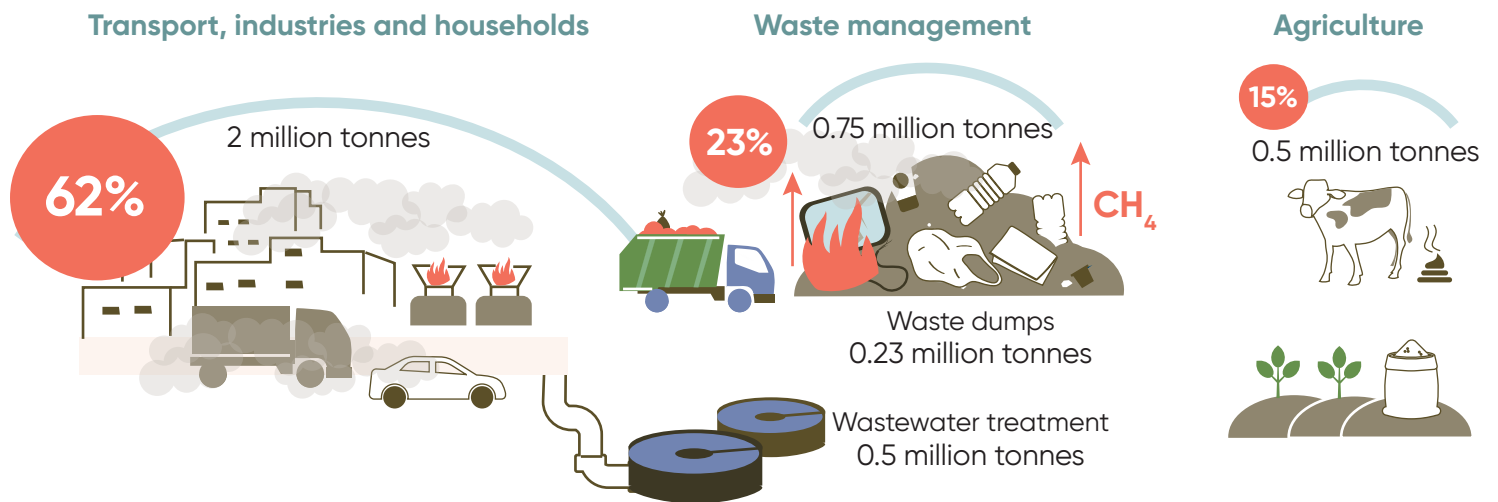 Transport, industries and households
62%
2 million tonnes
Waste management
23%
0.75 million tonnes
CH₄
Waste dumps
0.23 million tonnes
Wastewater treatment
0.5 million tonnes
Agriculture
15%
0.5 million tonnes